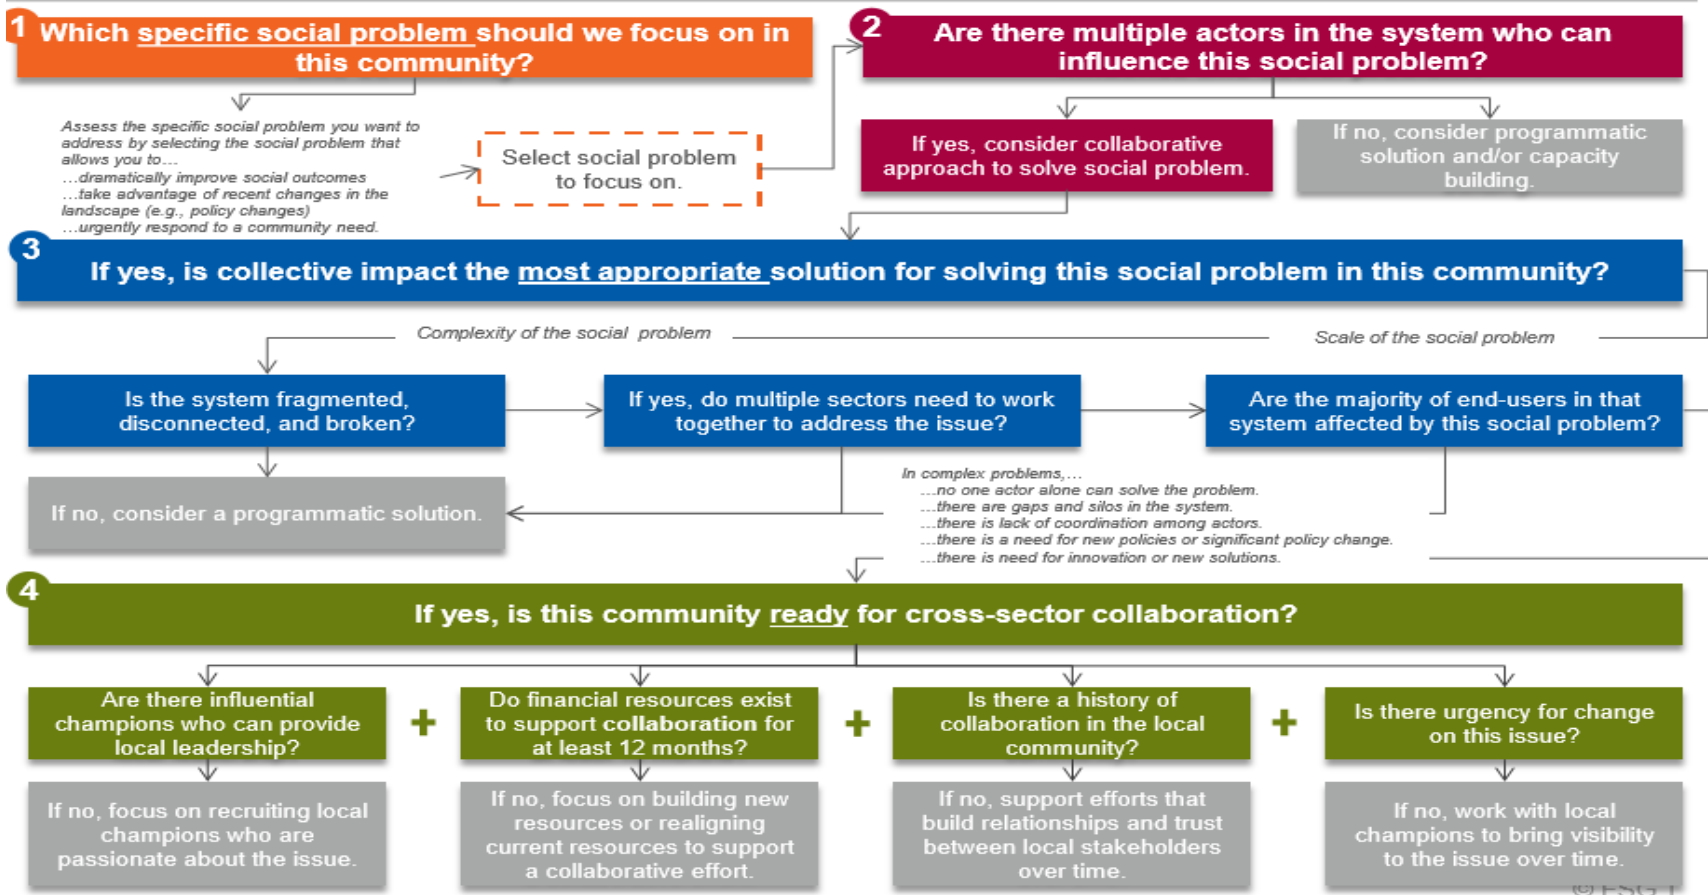 1
Which specific social problem should we focus on in
this community?
2
Are there multiple actors in the system who can
influence this social problem?
Assess the specific social problem you want to
address by selecting the social problem that
allows you to…
…dramatically improve social outcomes
…take advantage of recent changes in the
landscape (e.g., policy changes)
…urgently respond to a community need.
Select social problem
to focus on.
If yes, consider collaborative
approach to solve social problem.
If no, consider programmatic
solution and/or capacity
building.
3
If yes, is collective impact the most appropriate solution for solving this social problem in this community?
Complexity of the social problem
Scale of the social problem
Is the system fragmented,
disconnected, and broken?
If yes, do multiple sectors need to work
together to address the issue?
Are the majority of end-users in that
system affected by this social problem?
If no, consider a programmatic solution.
In complex problems,…
…no one actor alone can solve the problem.
…there are gaps and silos in the system.
…there is lack of coordination among actors.
…there is a need for new policies or significant policy change.
…there is need for innovation or new solutions.
4
If yes, is this community ready for cross-sector collaboration?
Are there influential
champions who can provide
local leadership?
+
Do financial resources exist
to support collaboration for
at least 12 months?
+
Is there a history of
collaboration in the local
community?
+
Is there urgency for change
on this issue?
If no, focus on recruiting local
champions who are
passionate about the issue.
If no, focus on building new
resources or realigning
current resources to support
a collaborative effort.
If no, support efforts that
build relationships and trust
between local stakeholders
over time.
If no, work with local
champions to bring visibility
to the issue over time.
© FSG 1